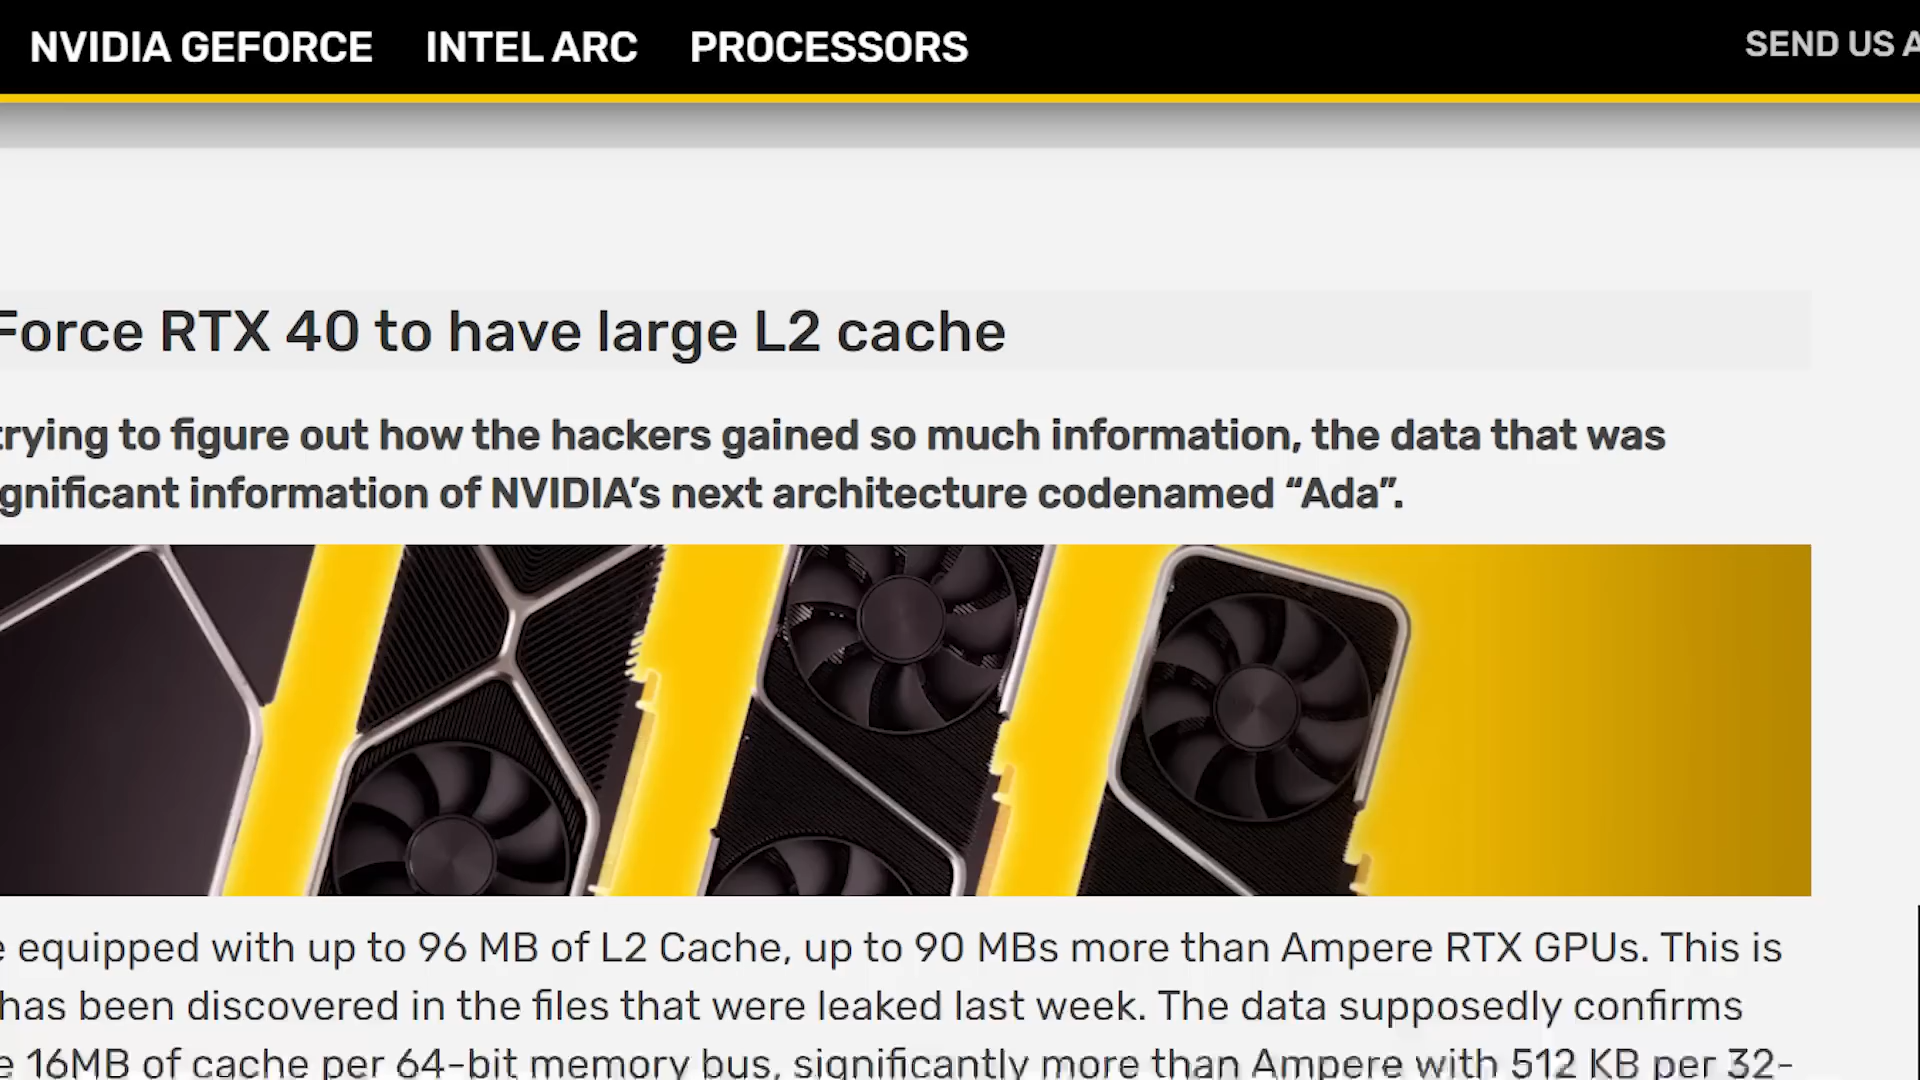 NVIDIA GEFORCE INTEL ARC PROCESSORS SEND US A
Force RTX 40 to have large L2 cache
trying to figure out how the hackers gained so much information, the data that was
gnificant information of NVIDIA's next architecture codenamed “Ada”.
e equipped with up to 96 MB of L2 Cache, up to 90 MBs more than Ampere RTX GPUs. This is
has been discovered in the files that were leaked last week. The data supposedly confirms
e 16MB of cache per 64-bit memory bus, significantly more than Ampere with 512 KB per 32-